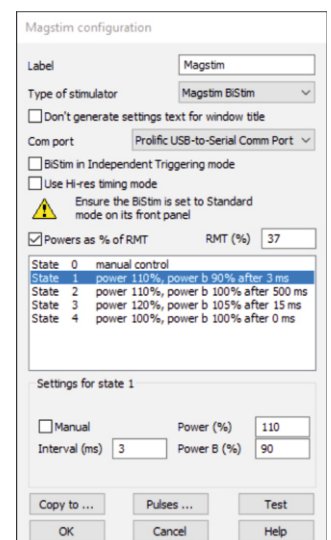 Magstim configuration
Label Magstim
Type of stimulator Magstim BiStim
Don't generate settings text for window title
Com port Prolific USB-to-Serial Comm Port
BiStim in Independent Triggering mode
Use Hi-res timing mode
Ensure the BiStim is set to Standard
mode on its front panel
Powers as % of RMT RMT (%) 37
State 0 manual control
State 1 power 110%, power b 90% after 3 ms
State 2 power 110%, power b 100% after 500 ms
State 3 power 120%, power b 105% after 15 ms
State 4 power 100%, power b 100% after 0 ms
Settings for state 1
Manual Power (%) 110
Interval (ms) 3 Power B (%) 90
Copy to ... Pulses ... Test
OK Cancel Help